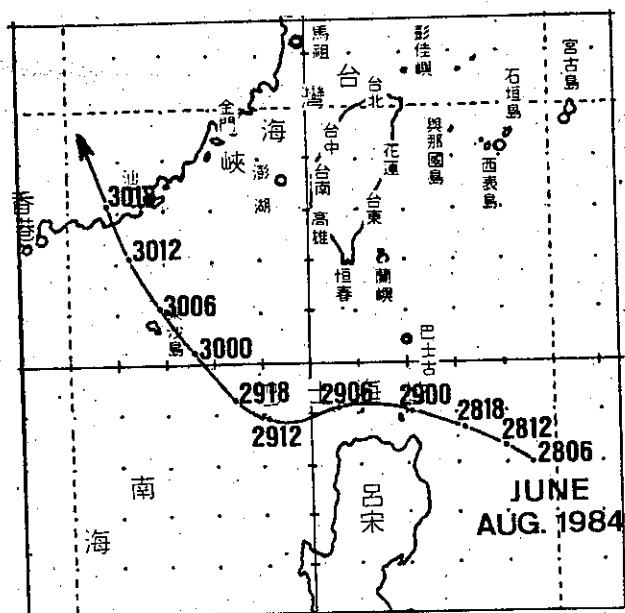 馬祖
彭佳嶼
宮古島
石垣島
台灣海峽
台北
金門
台中
花蓮
與那國島
西表島
澎湖
台南
台東
高雄
香港
汕
恒春
蘭嶼
巴士古
3018
3012
3006
3000
2918
2912
2906
2900
2818
2812
2806
呂宋
南海
JUNE
AUG. 1984